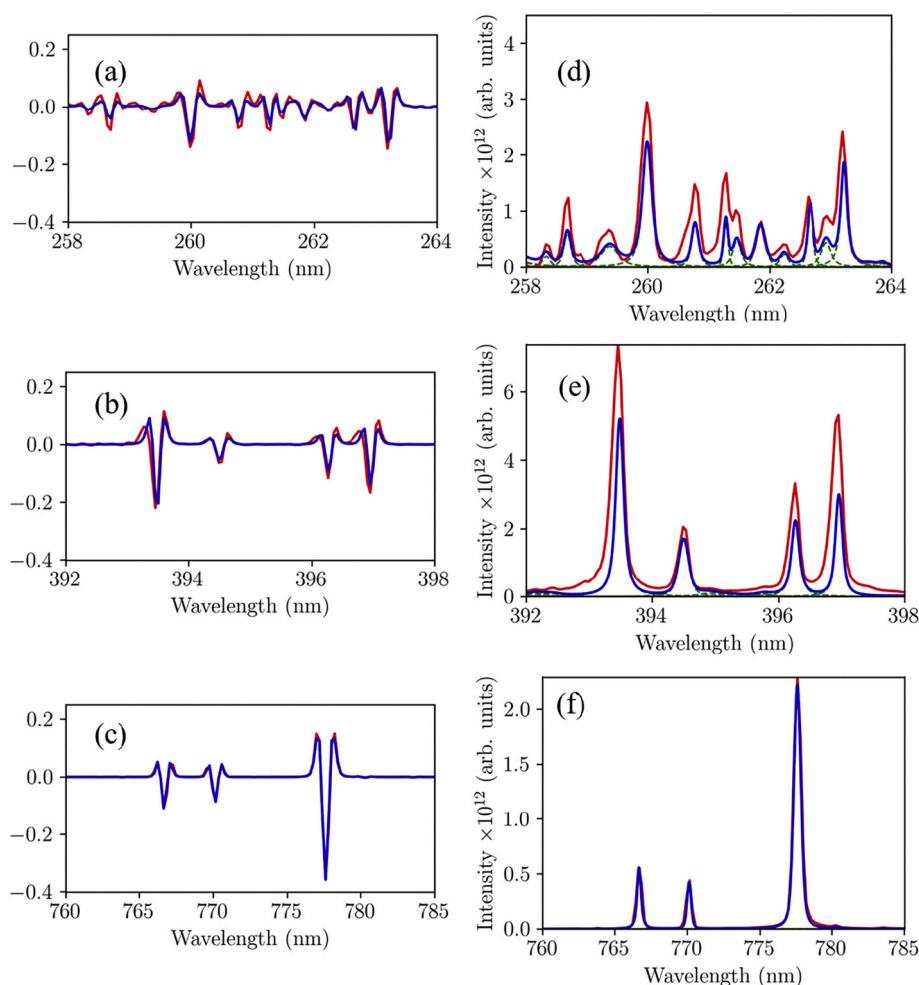 0.2
0.0
−0.2
−0.4
(a)
258 260 262 264
Wavelength (nm)
Intensity ×10¹² (arb. units)
4
3
2
1
0
(d)
258 260 262 264
Wavelength (nm)
0.2
0.0
−0.2
−0.4
(b)
392 394 396 398
Wavelength (nm)
Intensity ×10¹² (arb. units)
6
4
2
0
(e)
392 394 396 398
Wavelength (nm)
0.2
0.0
−0.2
−0.4
(c)
760 765 770 775 780 785
Wavelength (nm)
Intensity ×10¹² (arb. units)
2.0
1.5
1.0
0.5
0.0
(f)
760 765 770 775 780 785
Wavelength (nm)